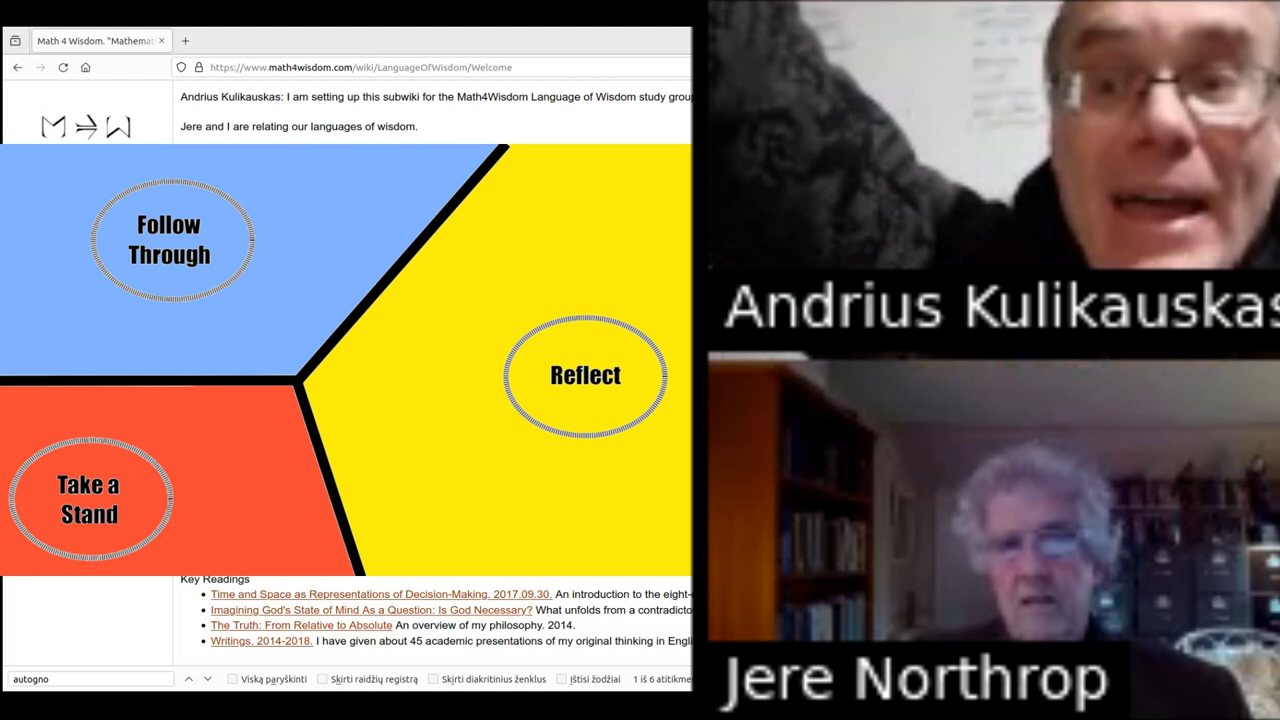 Math 4 Wisdom. "Mathemat
https://www.math4wisdom.com/wiki/LanguageOfWisdom/Welcome
M W
Andrius Kulikauskas: I am setting up this subwiki for the Math4Wisdom Language of Wisdom study grou
Jere and I are relating our languages of wisdom.
Follow
Through
Reflect
Take a
Stand
Key Readings
Time and Space as Representations of Decision-Making. 2017.09.30. An introduction to the eight-
Imagining God's State of Mind As a Question: Is God Necessary? What unfolds from a contradicto
The Truth: From Relative to Absolute An overview of my philosophy. 2014.
Writings. 2014-2018. I have given about 45 academic presentations of my original thinking in Engli
autogno
Viską paryškinti
Skirti raidžių registrą
Skirti diakritinius ženklus
Ištisi žodžiai
1 iš 6 atitikme
Andrius Kulikauskas
Jere Northrop